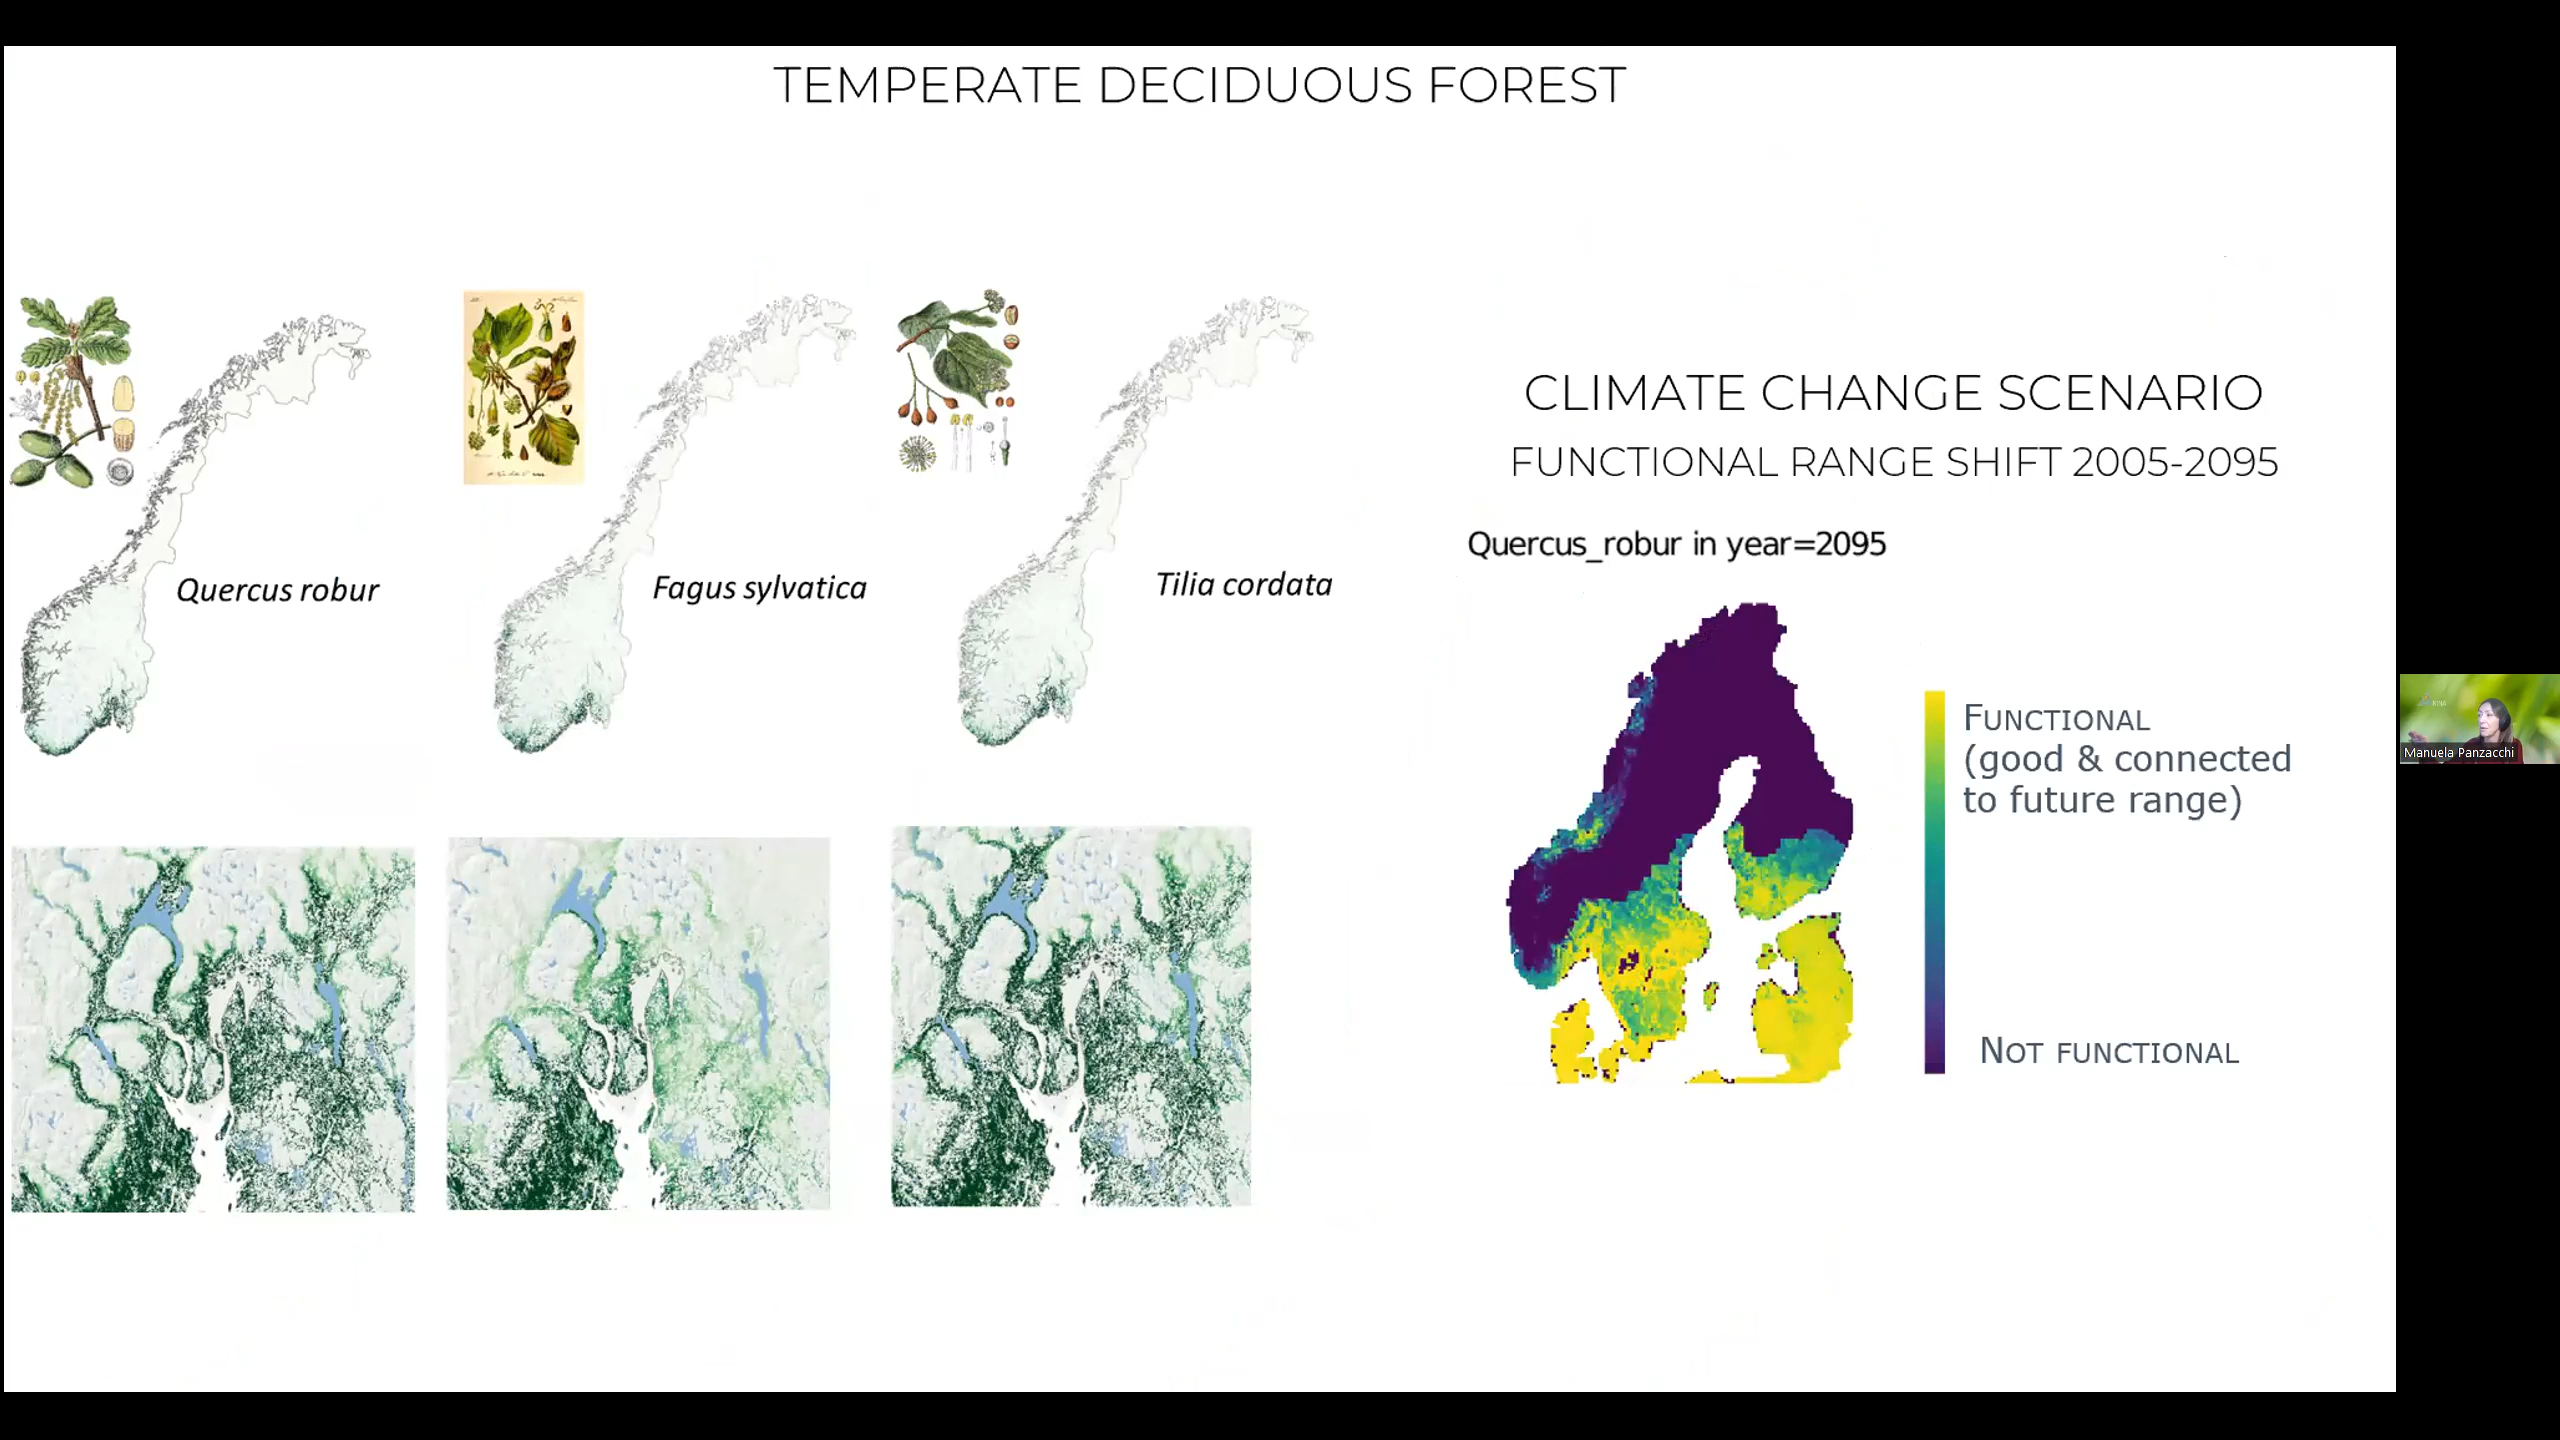 TEMPERATE DECIDUOUS FOREST
Quercus robur
Fagus sylvatica
Tilia cordata
CLIMATE CHANGE SCENARIO
FUNCTIONAL RANGE SHIFT 2005-2095
Quercus_robur in year=2095
FUNCTIONAL
(good & connected
to future range)
NOT FUNCTIONAL
Manuela Panzacchi